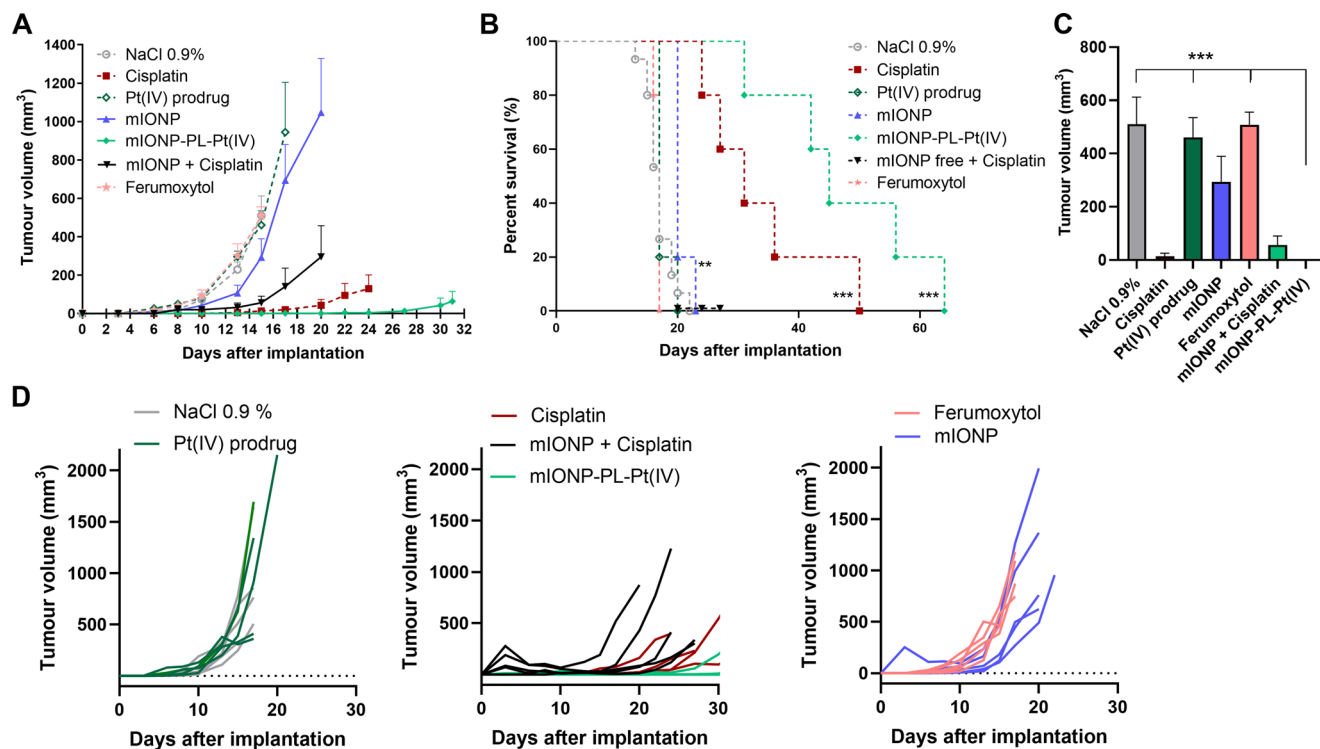 A
Tumour volume (mm3)
1400
1200
1000
800
600
400
200
0
NaCl 0.9%
Cisplatin
Pt(IV) prodrug
mIONP
mIONP-PL-Pt(IV)
mIONP + Cisplatin
Ferumoxytol
0 2 4 6 8 10 12 14 16 18 20 22 24 26 28 30 32
Days after implantation
B
Percent survival (%)
100
80
60
40
20
0
NaCl 0.9%
Cisplatin
Pt(IV) prodrug
mIONP
mIONP-PL-Pt(IV)
mIONP free + Cisplatin
Ferumoxytol
**
***
***
0 20 40 60
Days after implantation
C
Tumour volume (mm3)
1000
800
600
400
200
0
***
NaCl 0.9%
Cisplatin
Pt(IV) prodrug
mIONP
Ferumoxytol
mIONP + Cisplatin
mIONP-PL-Pt(IV)
D
NaCl 0.9 %
Pt(IV) prodrug
Tumour volume (mm3)
2000
1500
1000
500
0 10 20 30
Days after implantation
Cisplatin
mIONP + Cisplatin
mIONP-PL-Pt(IV)
Tumour volume (mm3)
2000
1500
1000
500
0 10 20 30
Days after implantation
Ferumoxytol
mIONP
Tumour volume (mm3)
2000
1500
1000
500
0
0 10 20 30
Days after implantation